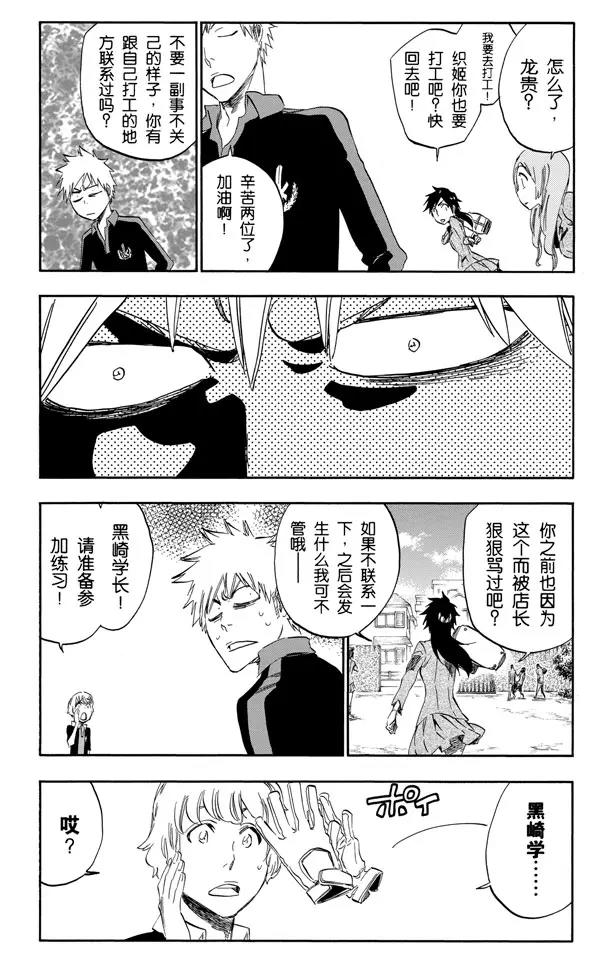 怎么了，
龙贵？
我要去打工！
织姬你也要
打工吧？快
回去吧！
辛苦两位了，
加油啊！
不要一副事不关
己的样子，你有
跟自己打工的地
方联系过吗？
你之前也因为
这个而被店长
狠狠骂过吧？
如果不联系一
下，之后会发
生什么我可不
管哦——
黑崎学长！
请准备参
加练习！
黑崎学……
ポイ
哎？